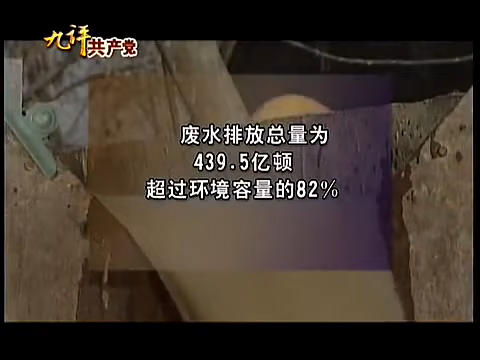 九评
共产党
废水排放总量为
439.5亿顿
超过环境容量的82%